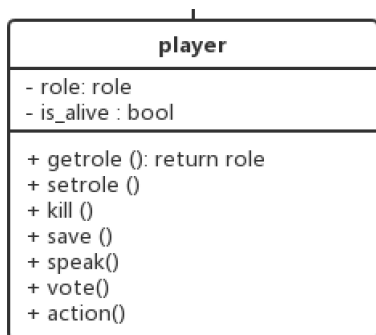 player
- role: role
- is_alive : bool
+ getrole (): return role
+ setrole ()
+ kill ()
+ save ()
+ speak()
+ vote()
+ action()